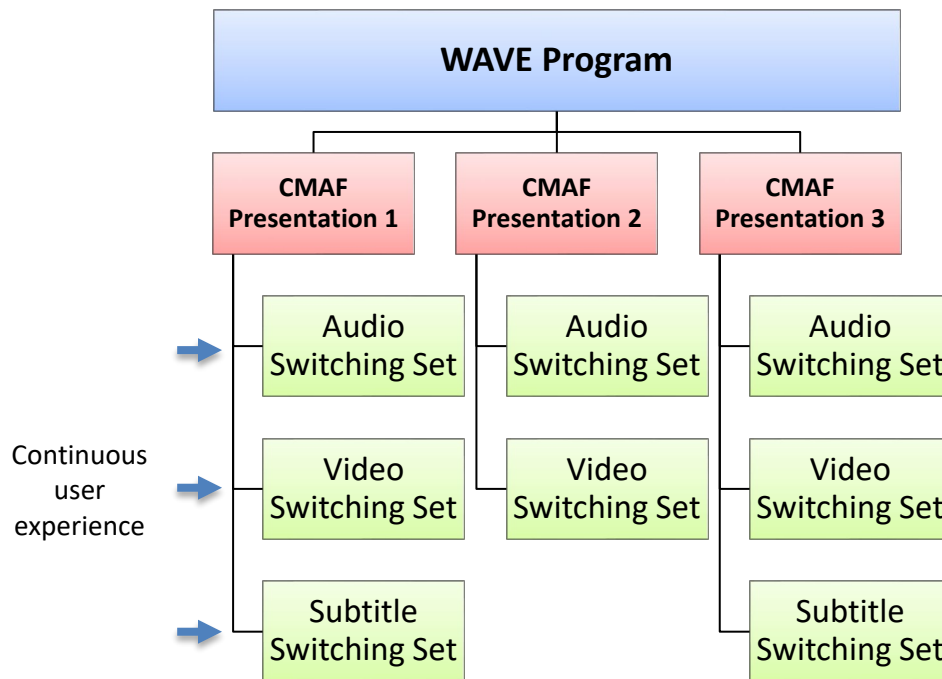 WAVE Program
CMAF
Presentation 1
CMAF
Presentation 2
CMAF
Presentation 3
Audio
Switching Set
Audio
Switching Set
Audio
Switching Set
Continuous
user
experience
Video
Switching Set
Video
Switching Set
Video
Switching Set
Subtitle
Switching Set
Subtitle
Switching Set